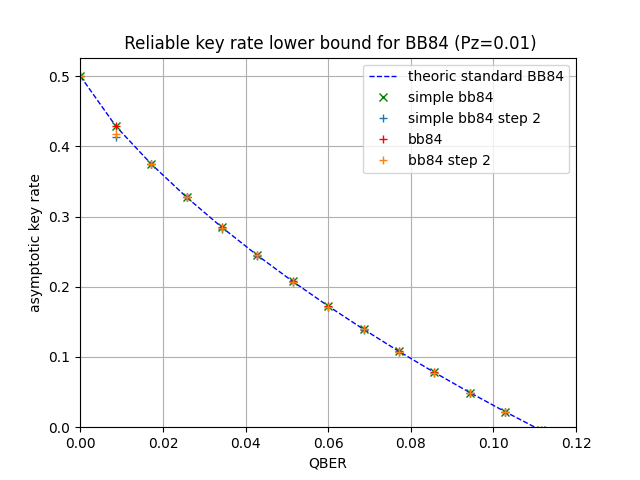 Reliable key rate lower bound for BB84 (Pz=0.01)
theoric standard BB84
simple bb84
simple bb84 step 2
bb84
bb84 step 2
asymptotic key rate
0.5
0.4
0.3
0.2
0.1
0.0
0.00 0.02 0.04 0.06 0.08 0.10 0.12
QBER